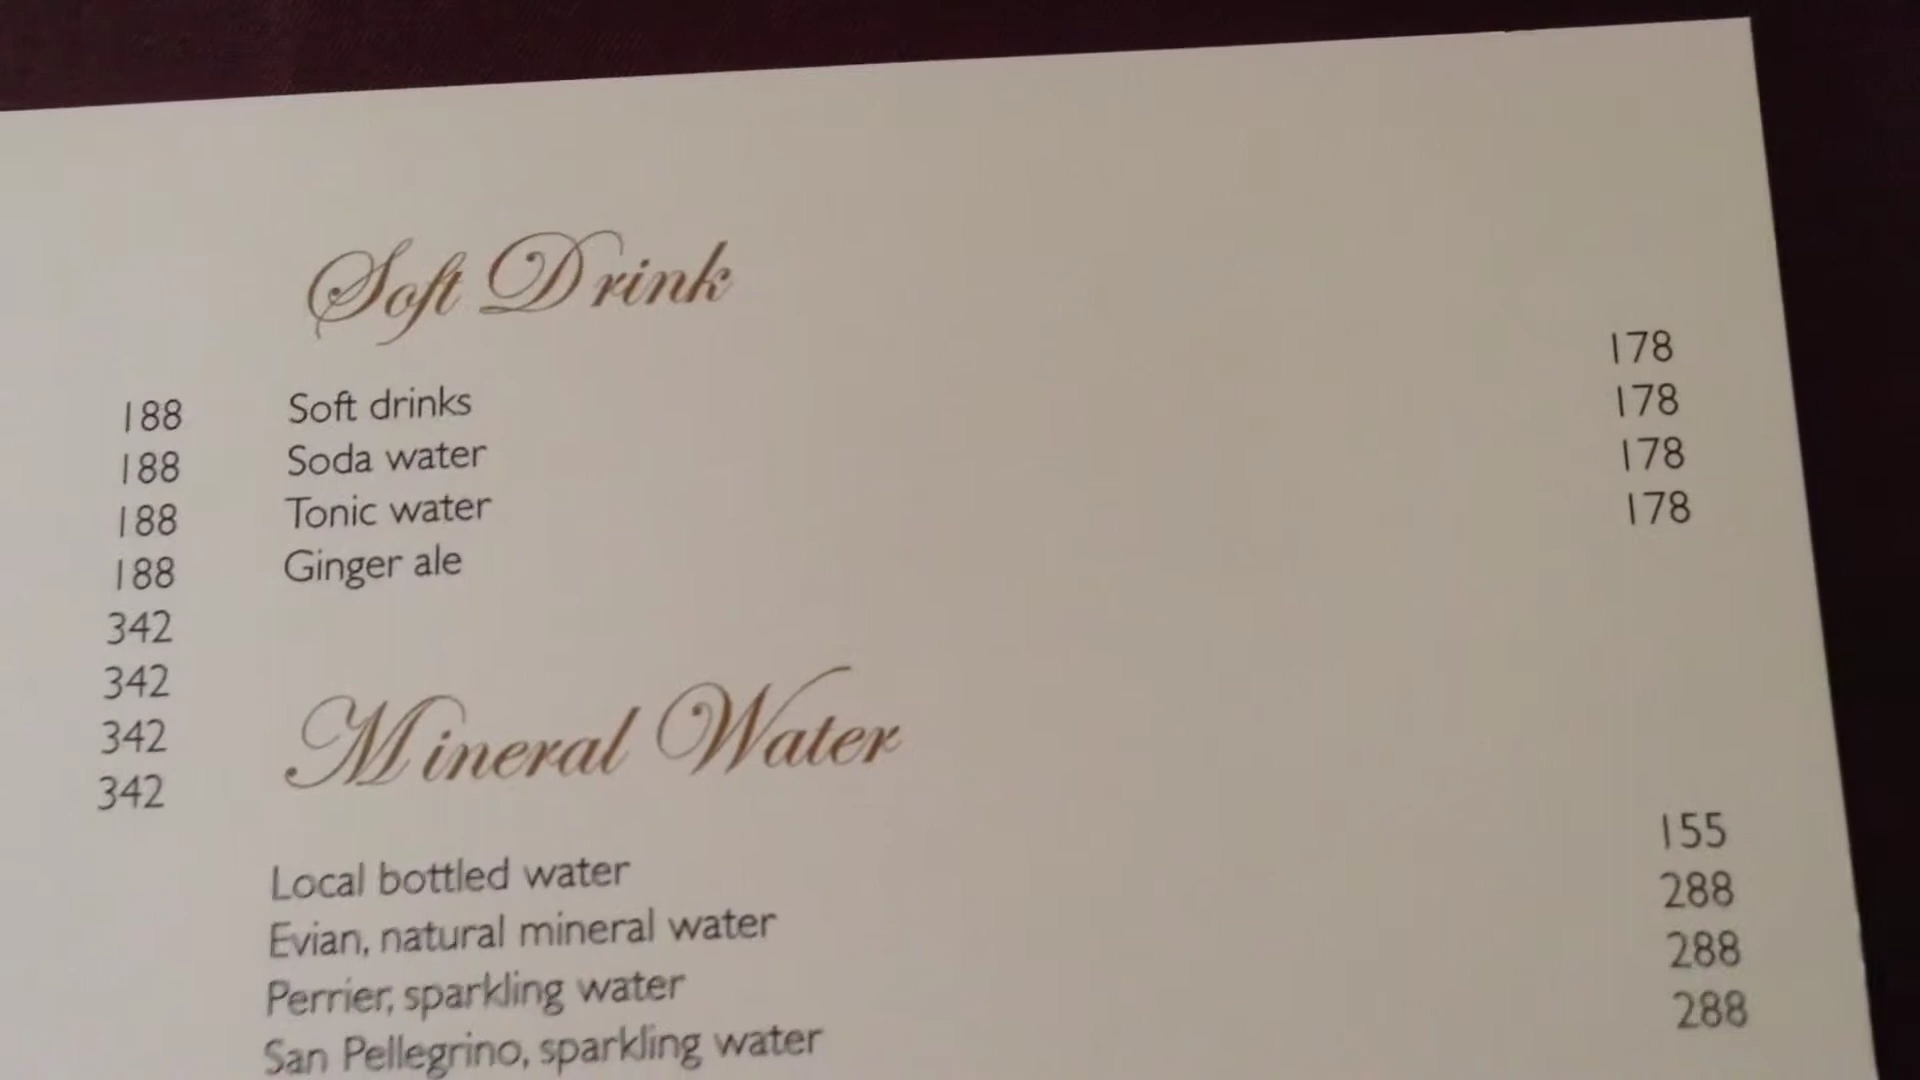 188
188
188
188
342
342
342
342
Soft Drink
Soft drinks 178
Soda water 178
Tonic water 178
Ginger ale 178
Mineral Water
Local bottled water 155
Evian, natural mineral water 288
Perrier, sparkling water 288
San Pellegrino, sparkling water 288